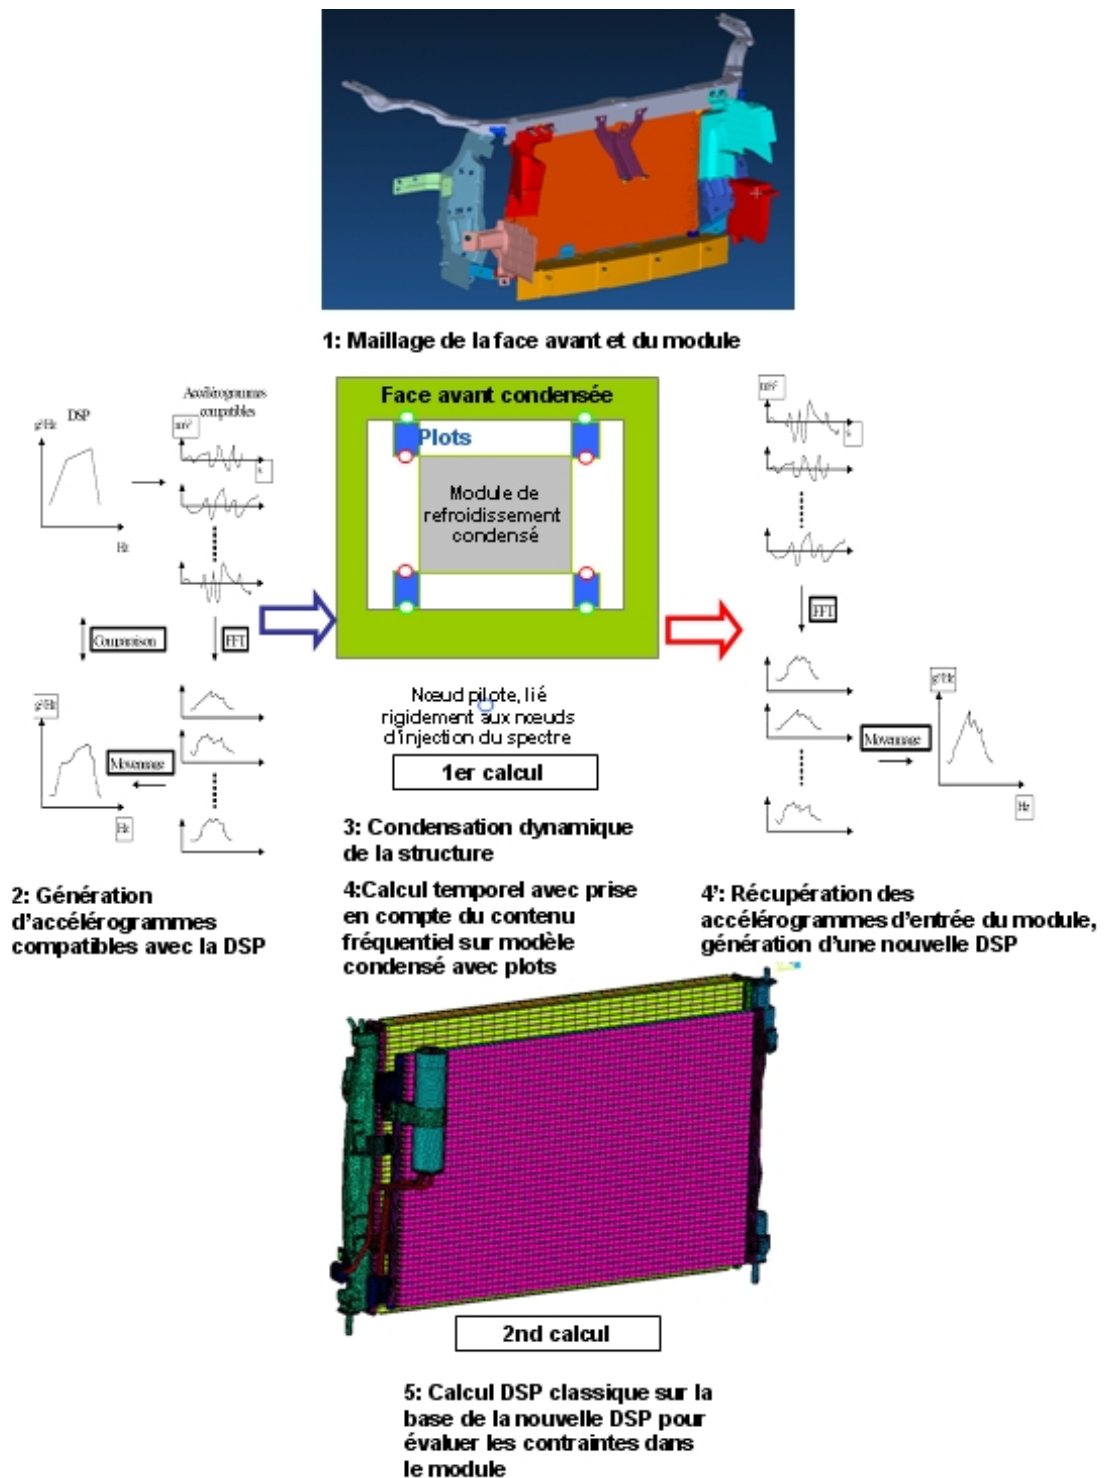 1: Maillage de la face avant et du module
DSP
g²/Hz
Hz
Accélérogrammes
compatibles
Comparaison
FFT
g²/Hz
Moyennage
Hz
Face avant condensée
Plots
Module de
refroidissement
condensé
Nœud pilote, lié
rigidement aux nœuds
d'injection du spectre
1er calcul
FFT
g²/Hz
Moyennage
Hz
2: Génération
d'accélérogrammes
compatibles avec la DSP
3: Condensation dynamique
de la structure
4:Calcul temporel avec prise
en compte du contenu
fréquentiel sur modèle
condensé avec plots
4': Récupération des
accélérogrammes d'entrée du module,
génération d'une nouvelle DSP
2nd calcul
5: Calcul DSP classique sur la
base de la nouvelle DSP pour
évaluer les contraintes dans
le module